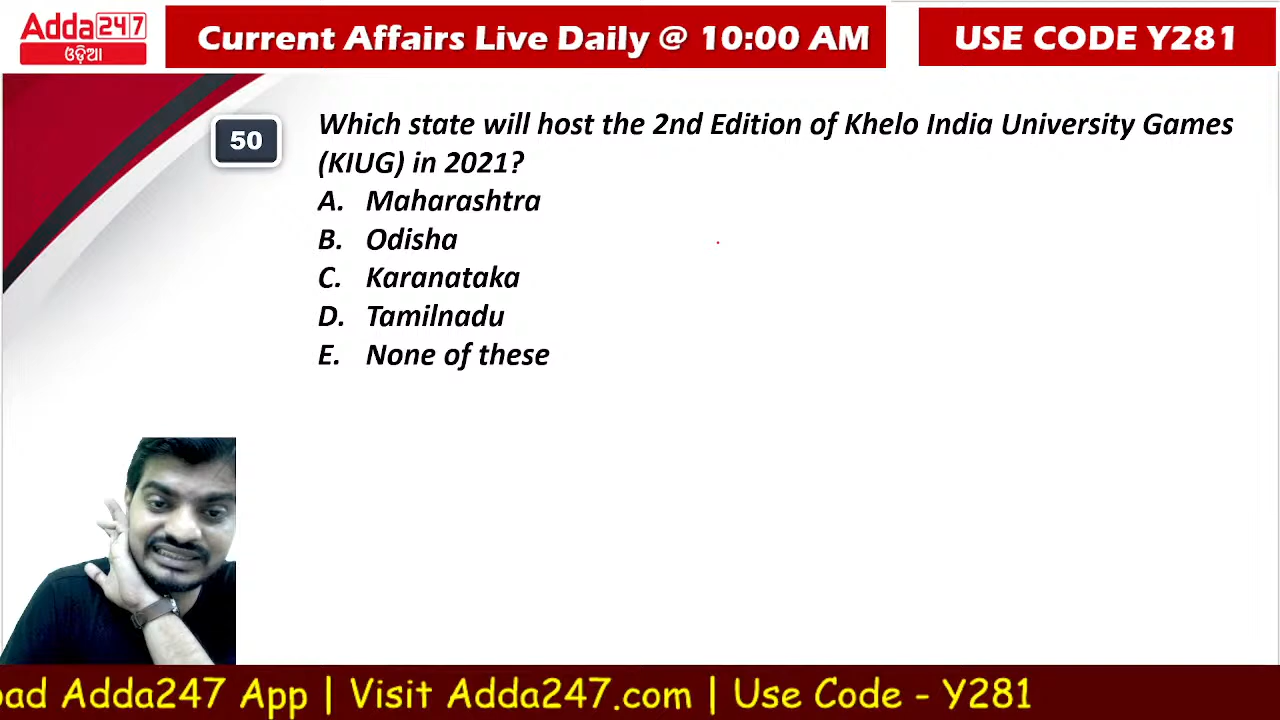 Adda247
ଓଡ଼ିଆ
Current Affairs Live Daily @ 10:00 AM
USE CODE Y281
50
Which state will host the 2nd Edition of Khelo India University Games
(KIUG) in 2021?
A. Maharashtra
B. Odisha
C. Karanataka
D. Tamilnadu
E. None of these
oad Adda247 App | Visit Adda247.com | Use Code - Y281